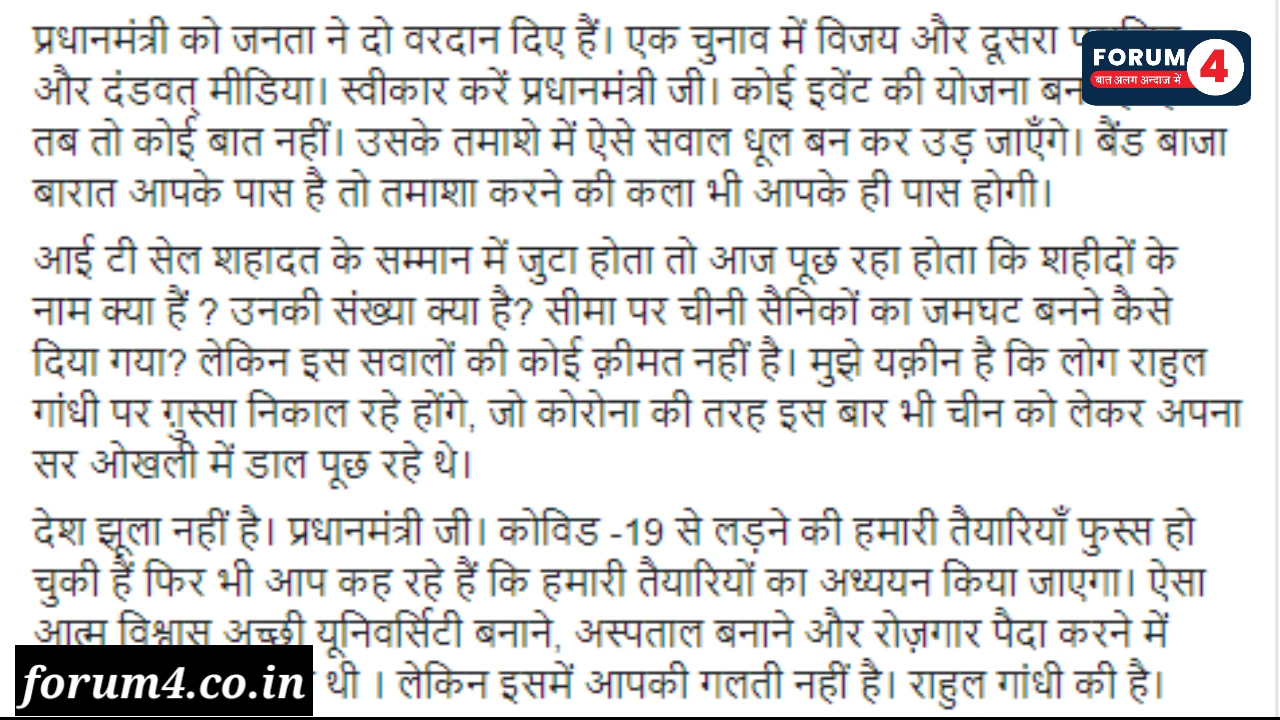 प्रधानमंत्री को जनता ने दो वरदान दिए हैं। एक चुनाव में विजय और दूसरा
और दंडवत् मीडिया। स्वीकार करें प्रधानमंत्री जी। कोई इवेंट की योजना
तब तो कोई बात नहीं। उसके तमाशे में ऐसे सवाल धूल बन कर उड़ जाएँगे। बैंड बाजा
बारात आपके पास है तो तमाशा करने की कला भी आपके ही पास होगी।
आई टी सेल शहादत के सम्मान में जुटा होता तो आज पूछ रहा होता कि शहीदों के
नाम क्या हैं ? उनकी संख्या क्या है? सीमा पर चीनी सैनिकों का जमघट बनने कैसे
दिया गया? लेकिन इस सवालों की कोई क़ीमत नहीं है। मुझे यक़ीन है कि लोग राहुल
गांधी पर ग़ुस्सा निकाल रहे होंगे, जो कोरोना की तरह इस बार भी चीन को लेकर अपना
सर ओखली में डाल पूछ रहे थे।
देश झूला नहीं है। प्रधानमंत्री जी। कोविड -19 से लड़ने की हमारी तैयारियाँ फुस्स हो
चुकी हैं फिर भी आप कह रहे हैं कि हमारी तैयारियों का अध्ययन किया जाएगा। ऐसा
आत्म विश्वास अच्छी यूनिवर्सिटी बनाने, अस्पताल बनाने और रोज़गार पैदा करने में
थी । लेकिन इसमें आपकी गलती नहीं है। राहुल गांधी की है।
FORUM 4
बात अलग अन्दाज में
forum4.co.in